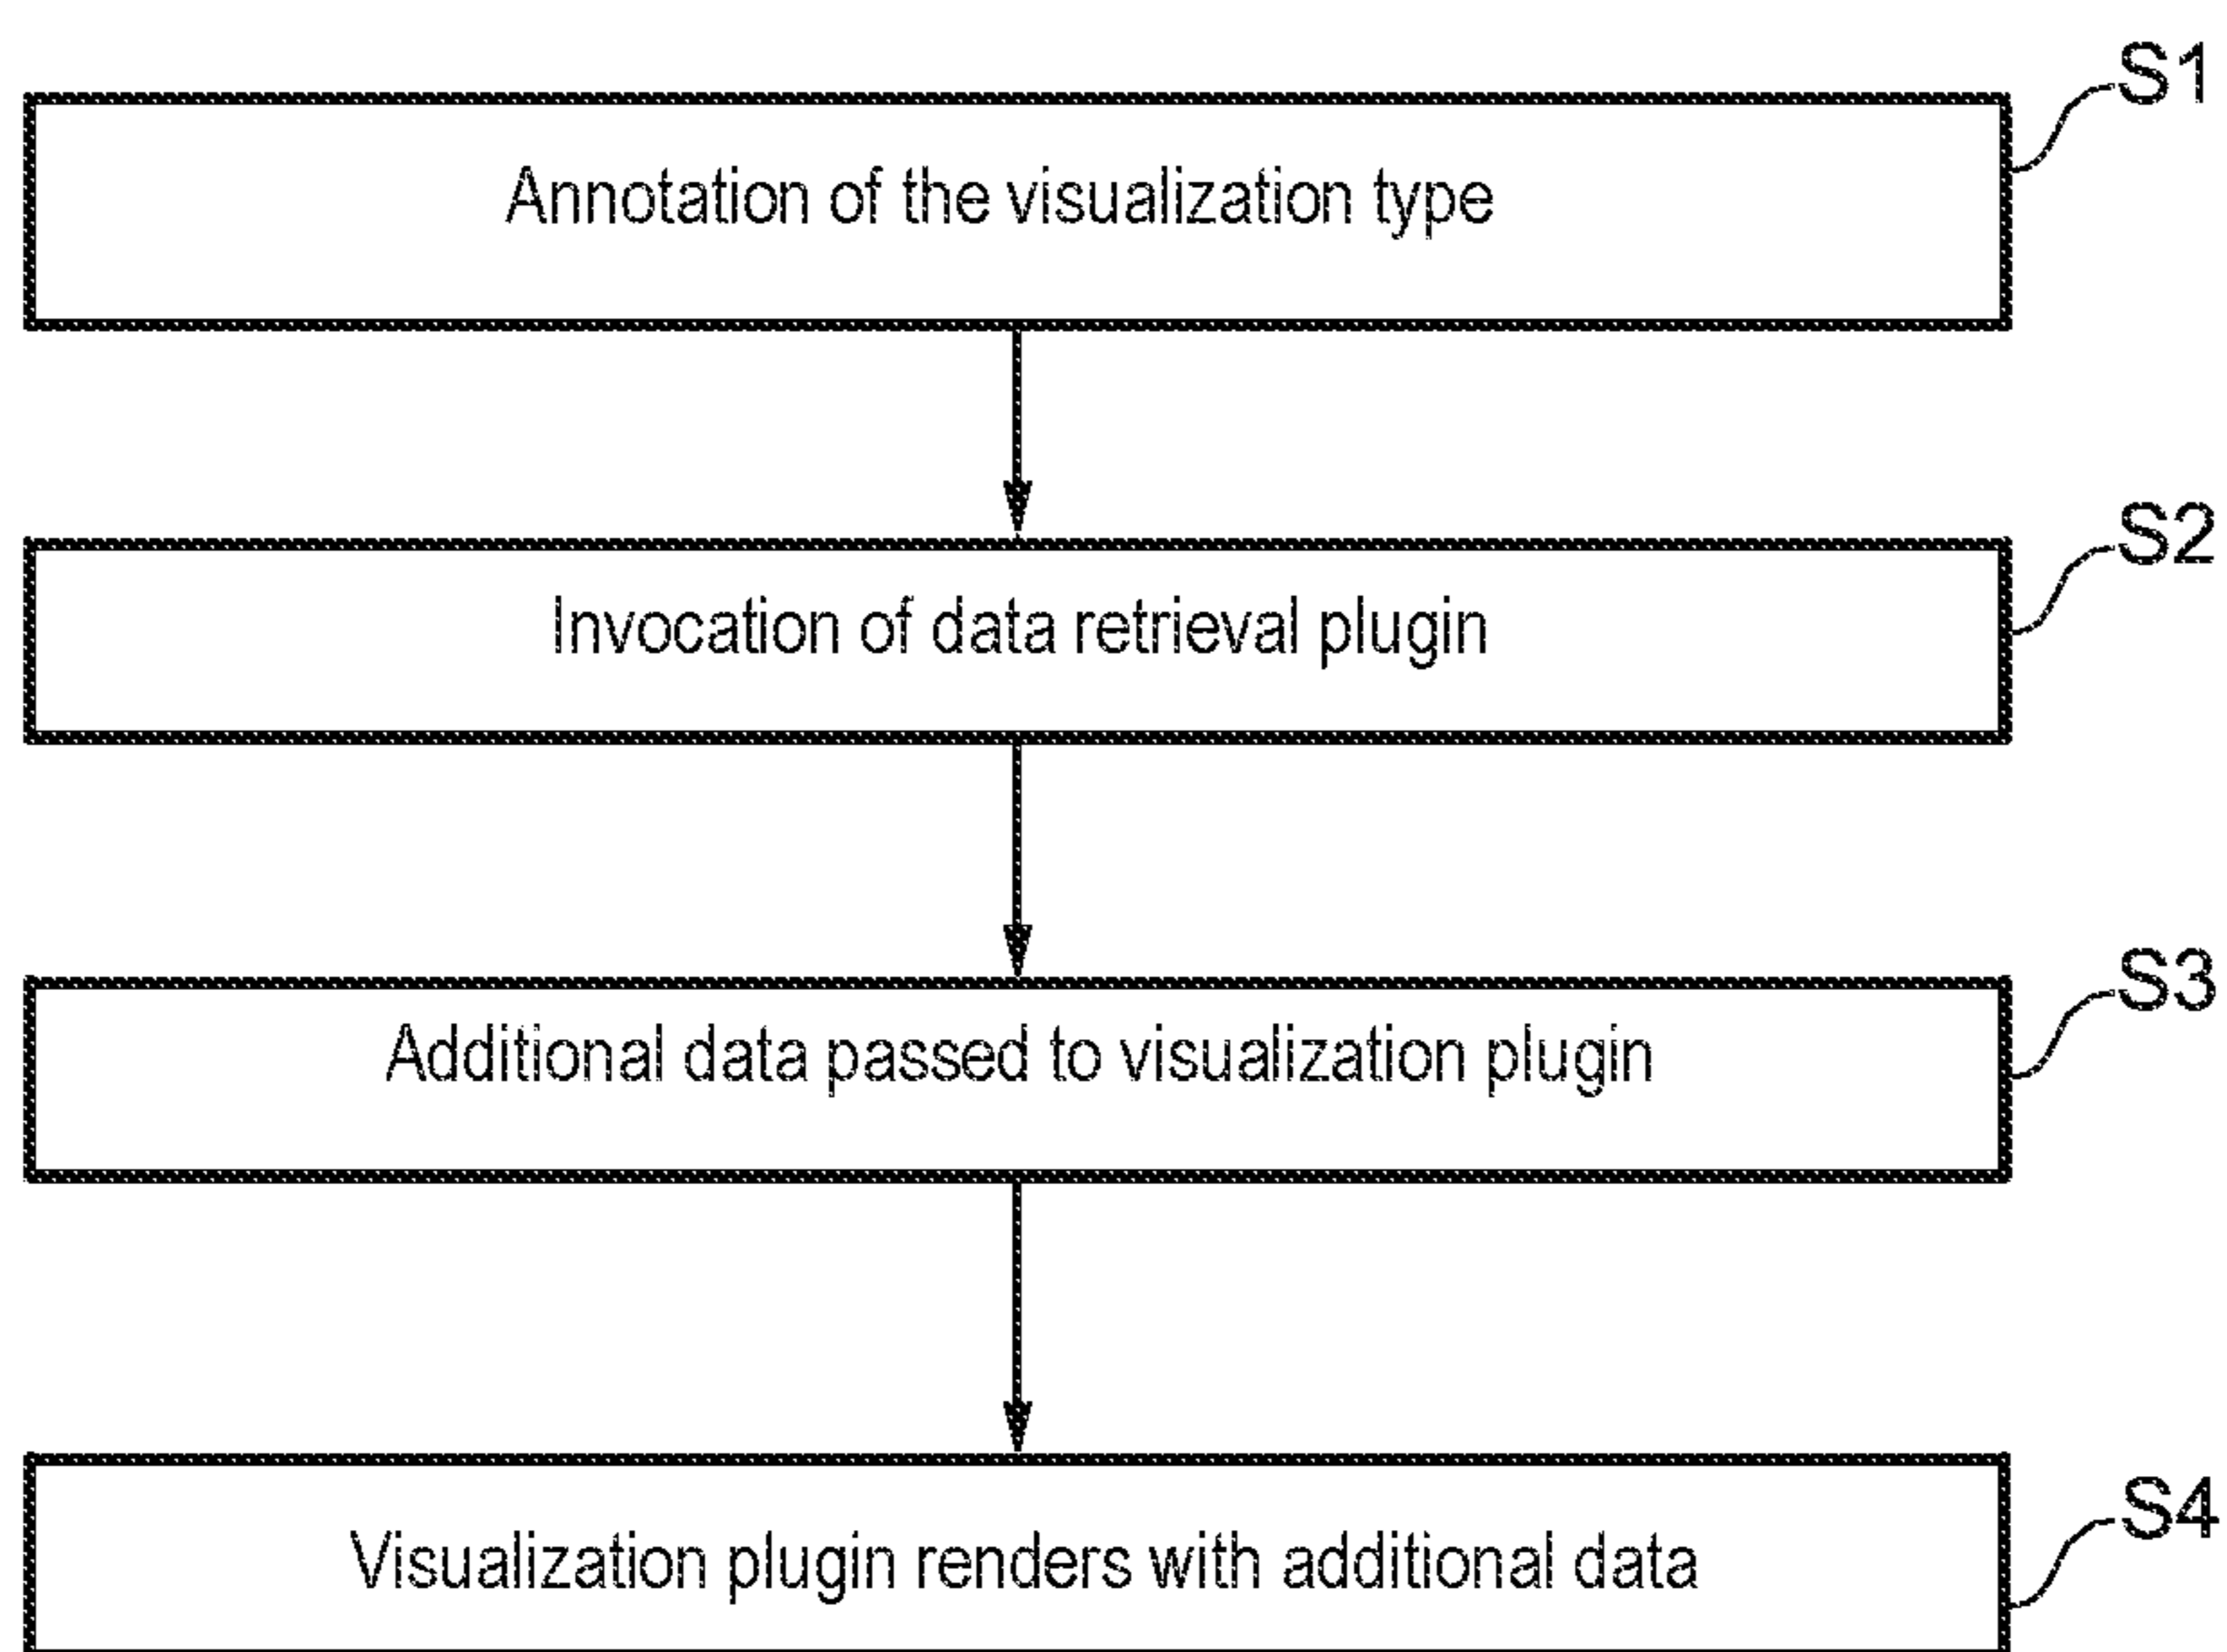 S1
Annotation of the visualization type
S2
Invocation of data retrieval plugin
S3
Additional data passed to visualization plugin
S4
Visualization plugin renders with additional data